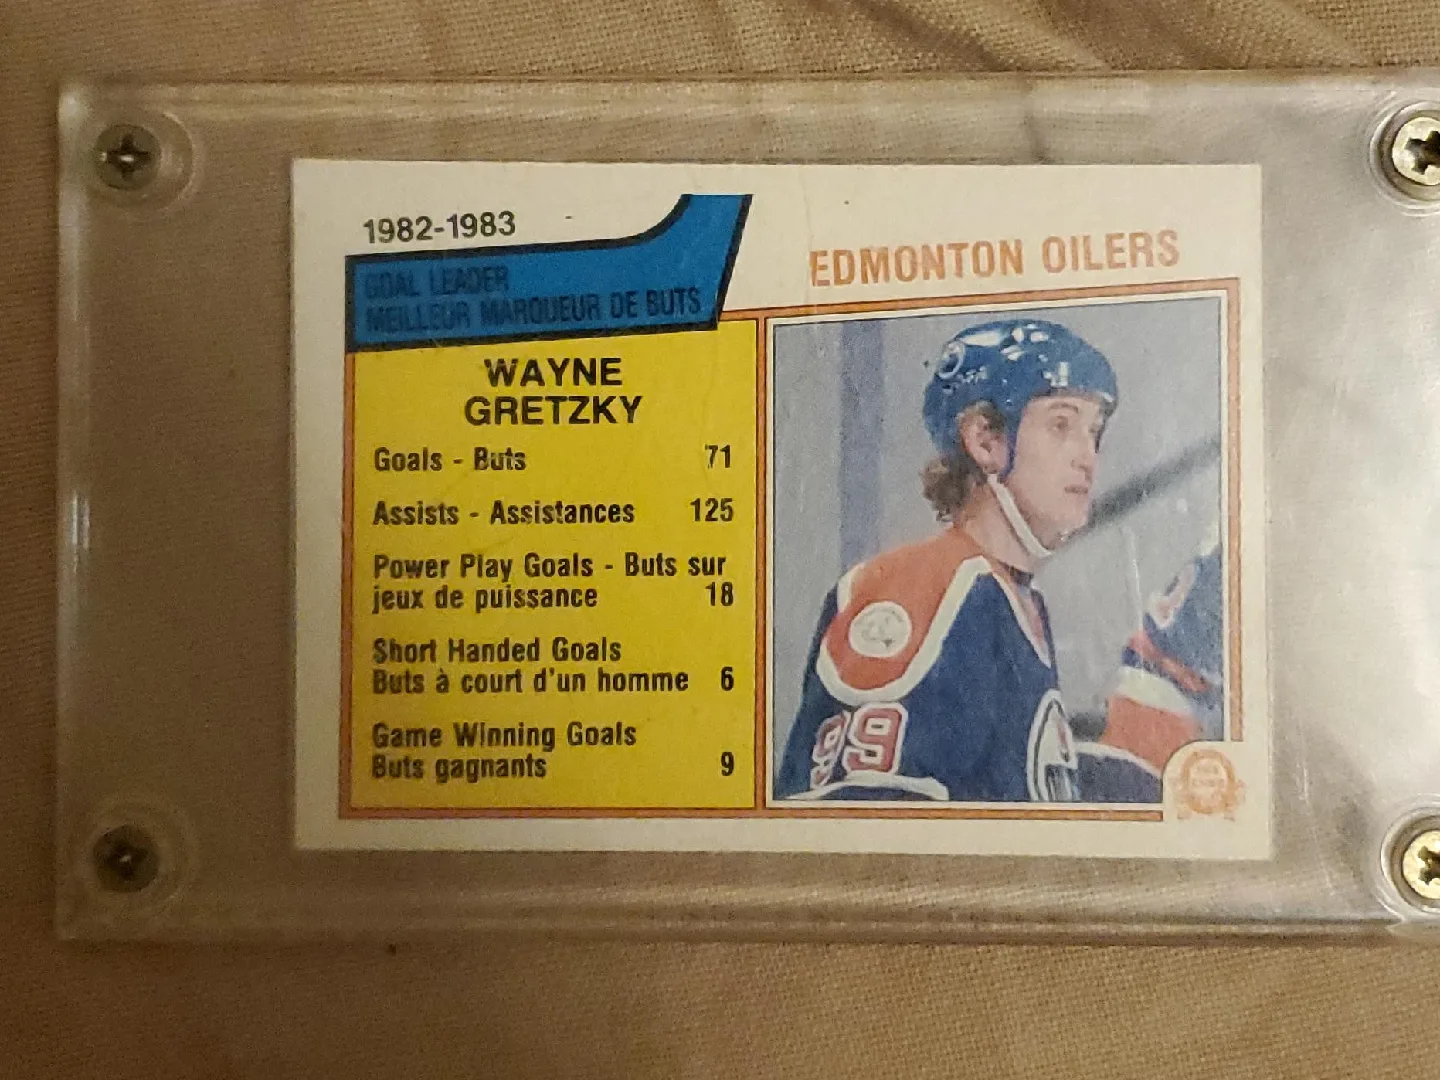 1982-1983
GOAL LEADER
MEILLEUR MARQUEUR DE BUTS
EDMONTON OILERS
WAYNE
GRETZKY
Goals - Buts 71
Assists - Assistances 125
Power Play Goals - Buts sur
jeux de puissance 18
Short Handed Goals
Buts à court d'un homme 6
Game Winning Goals
Buts gagnants 9
99